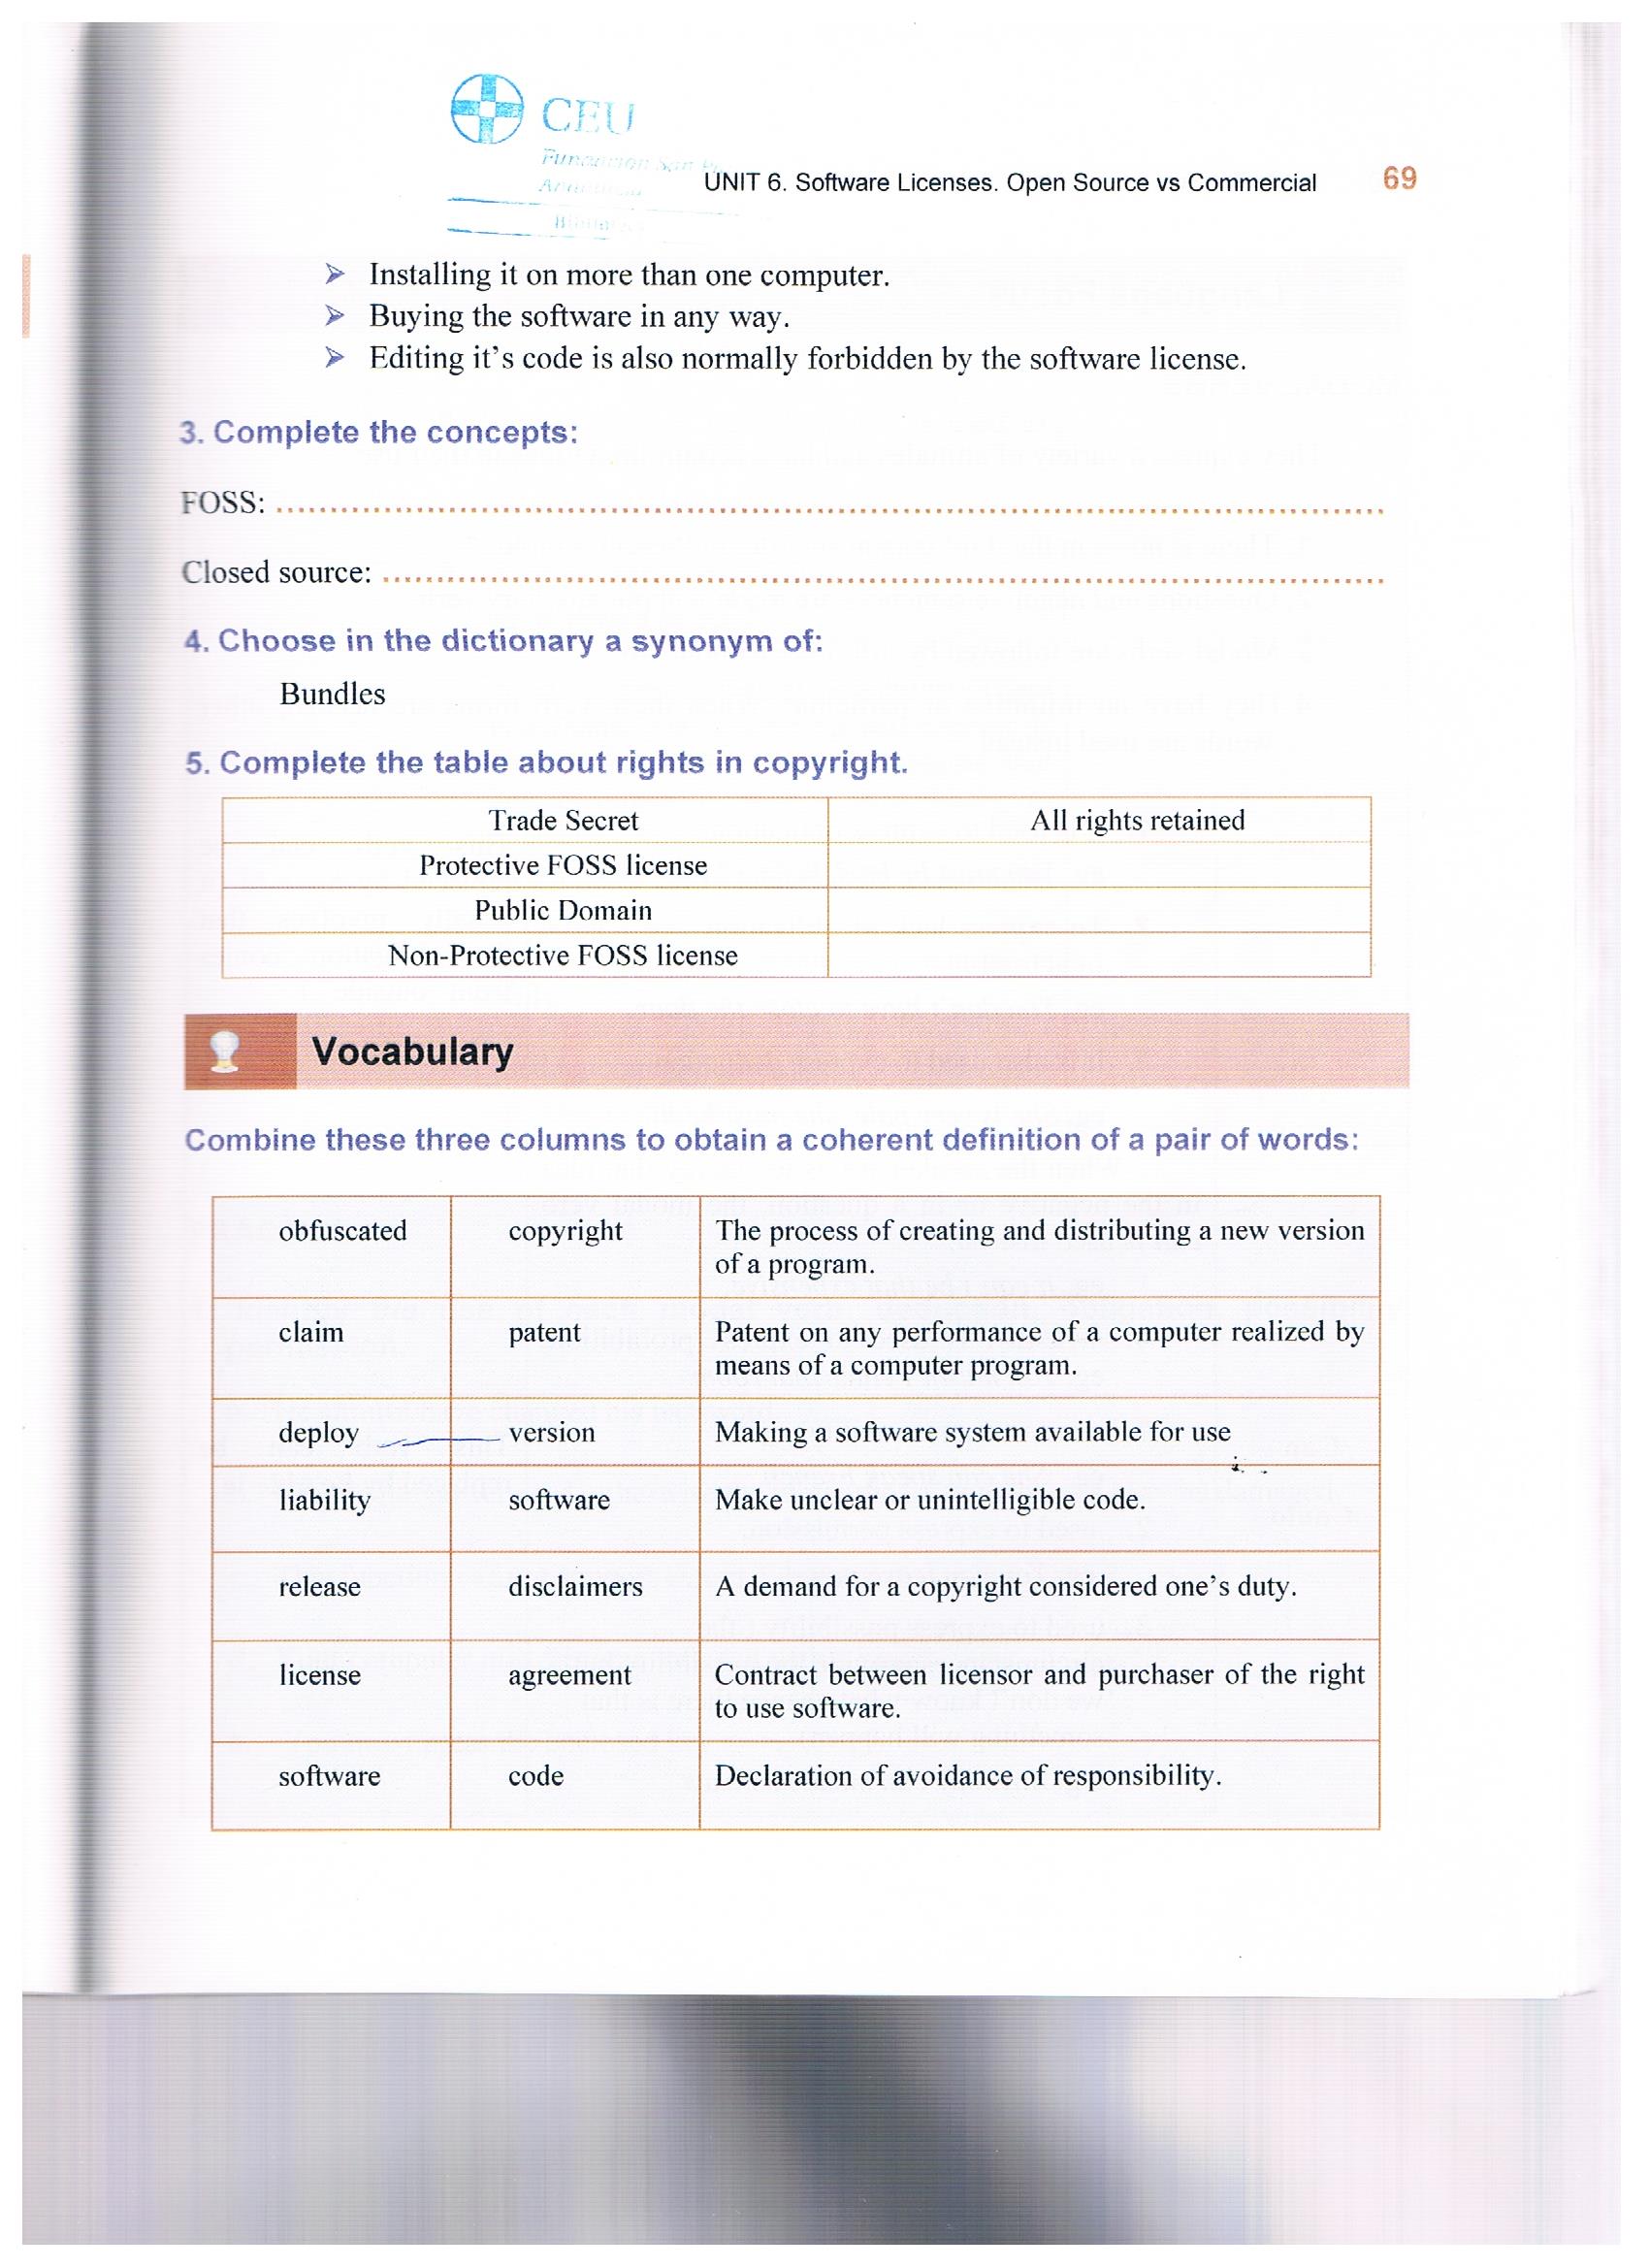 CEU
UNIT 6. Software Licenses. Open Source vs Commercial 69
➢ Installing it on more than one computer.
➢ Buying the software in any way.
➢ Editing it’s code is also normally forbidden by the software license.
3. Complete the concepts:
FOSS: ........................................
Closed source: ........................................
4. Choose in the dictionary a synonym of:
Bundles
5. Complete the table about rights in copyright.
Trade Secret All rights retained
Protective FOSS license
Public Domain
Non-Protective FOSS license
Vocabulary
Combine these three columns to obtain a coherent definition of a pair of words:
obfuscated copyright The process of creating and distributing a new version
of a program.
claim patent Patent on any performance of a computer realized by
means of a computer program.
deploy version Making a software system available for use
liability software Make unclear or unintelligible code.
release disclaimers A demand for a copyright considered one’s duty.
license agreement Contract between licensor and purchaser of the right
to use software.
software code Declaration of avoidance of responsibility.